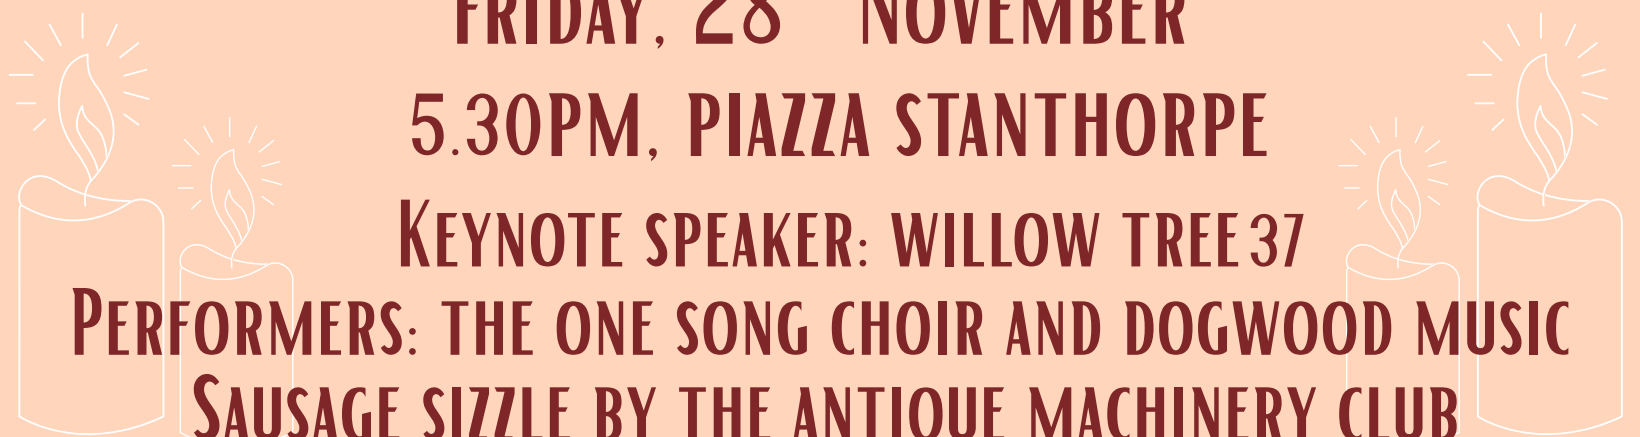 FRIDAY, 28 NOVEMBER
5.30PM, PIAZZA STANTHORPE
KEYNOTE SPEAKER: WILLOW TREE 37
PERFORMERS: THE ONE SONG CHOIR AND DOGWOOD MUSIC
SAUSAGE SIZZLE BY THE ANTIQUE MACHINERY CLUB